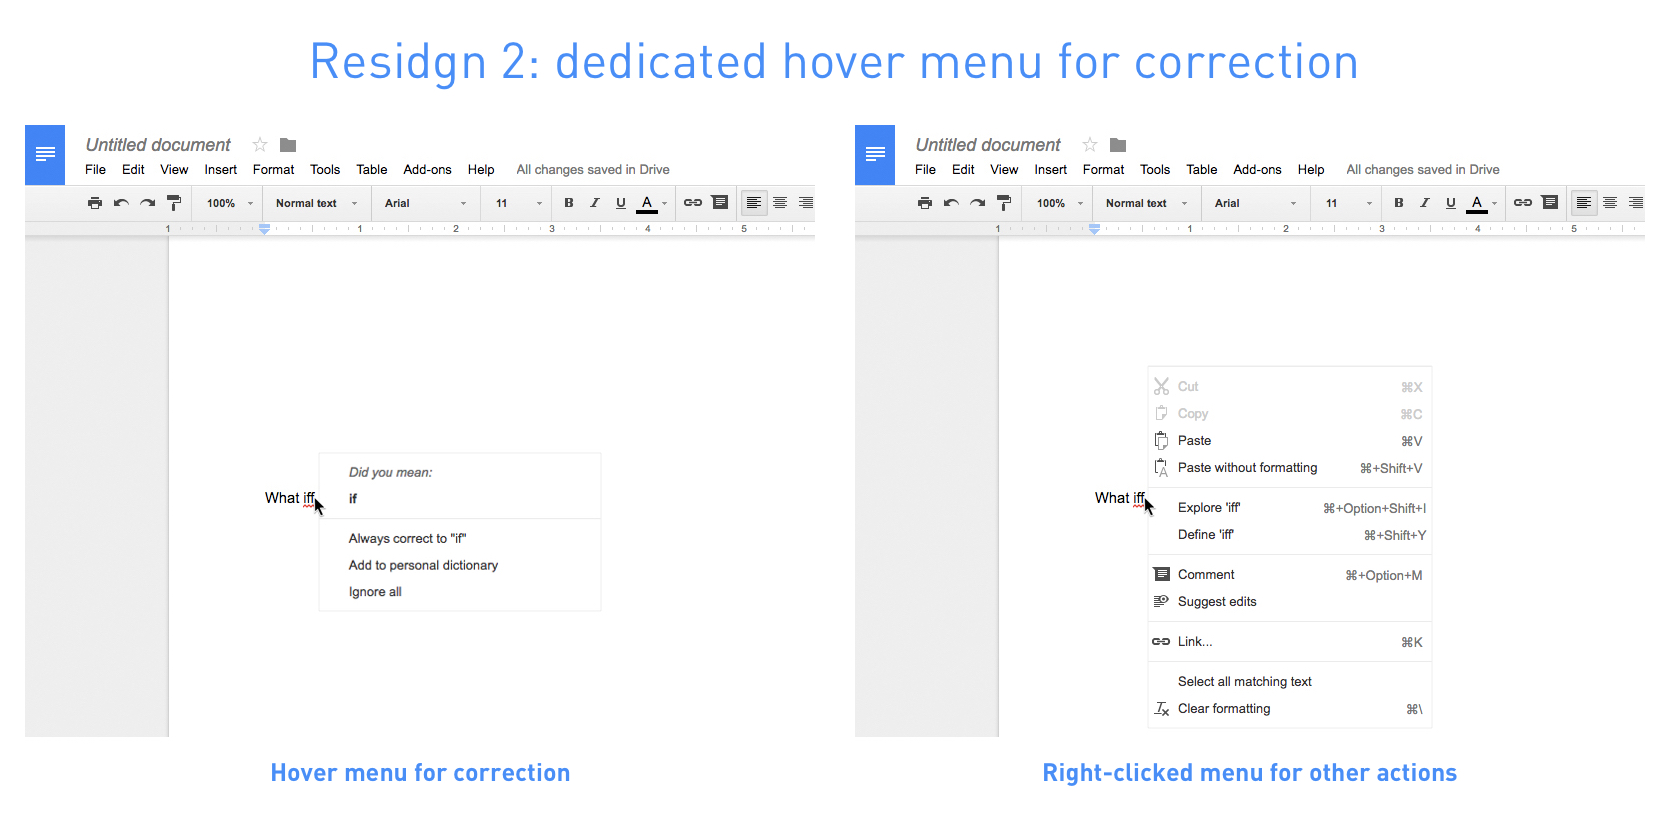 Residgn 2: dedicated hover menu for correction
Untitled document
File Edit View Insert Format Tools Table Add-ons Help All changes saved in Drive
100% Normal text Arial 11 B I U A
1 1 2 3 4 5
Did you mean:
What iff if
Always correct to "if"
Add to personal dictionary
Ignore all
Hover menu for correction
Untitled document
File Edit View Insert Format Tools Table Add-ons Help All changes saved in Drive
100% Normal text Arial 11 B I U A
1 1 2 3 4 5
Cut ⌘X
Copy ⌘C
Paste ⌘V
Paste without formatting ⌘+Shift+V
What iff Explore 'iff' ⌘+Option+Shift+I
Define 'iff' ⌘+Shift+Y
Comment ⌘+Option+M
Suggest edits
Link... ⌘K
Select all matching text
Clear formatting ⌘\
Right-clicked menu for other actions